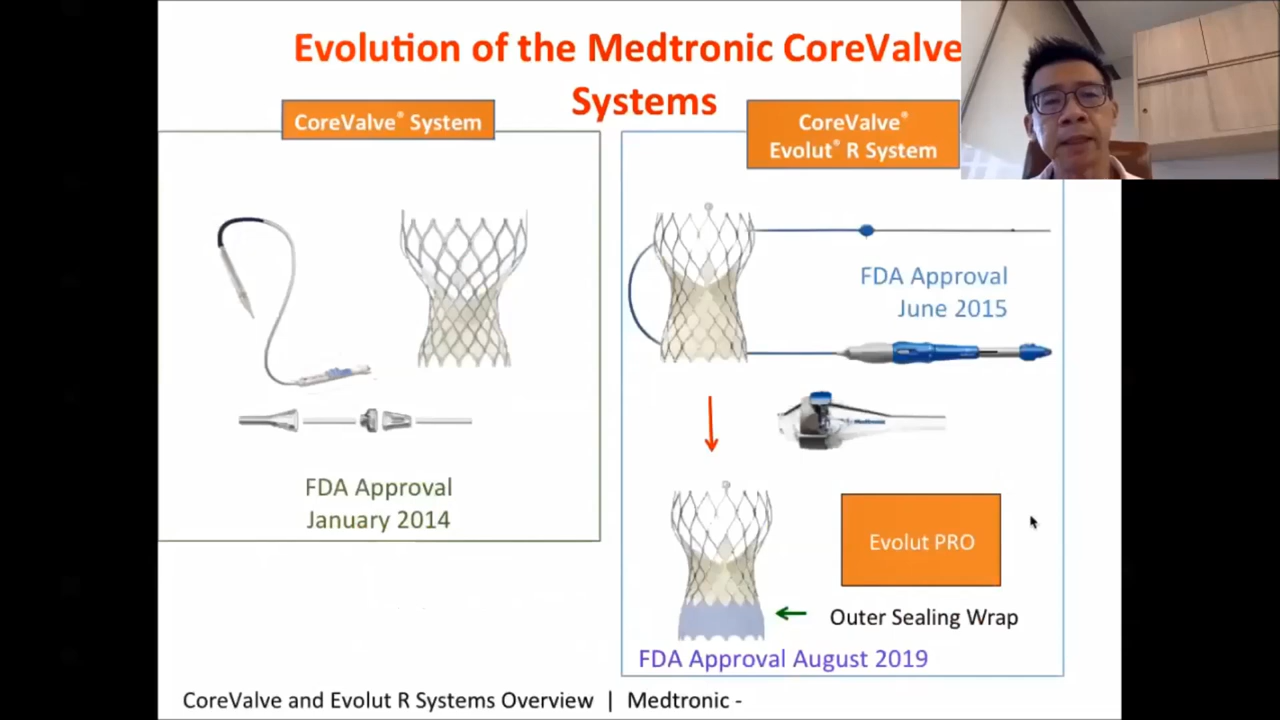 Evolution of the Medtronic CoreValve
Systems
CoreValve® System
CoreValve®
Evolut® R System
FDA Approval
June 2015
FDA Approval
January 2014
Medtronic
Evolut PRO
Outer Sealing Wrap
FDA Approval August 2019
CoreValve and Evolut R Systems Overview | Medtronic -